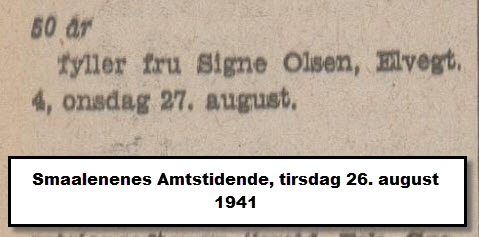 50 år
fyller fru Signe Olsen, Elvegt.
4, onsdag 27. august.
Smaalenenes Amtstidende, tirsdag 26. august
1941